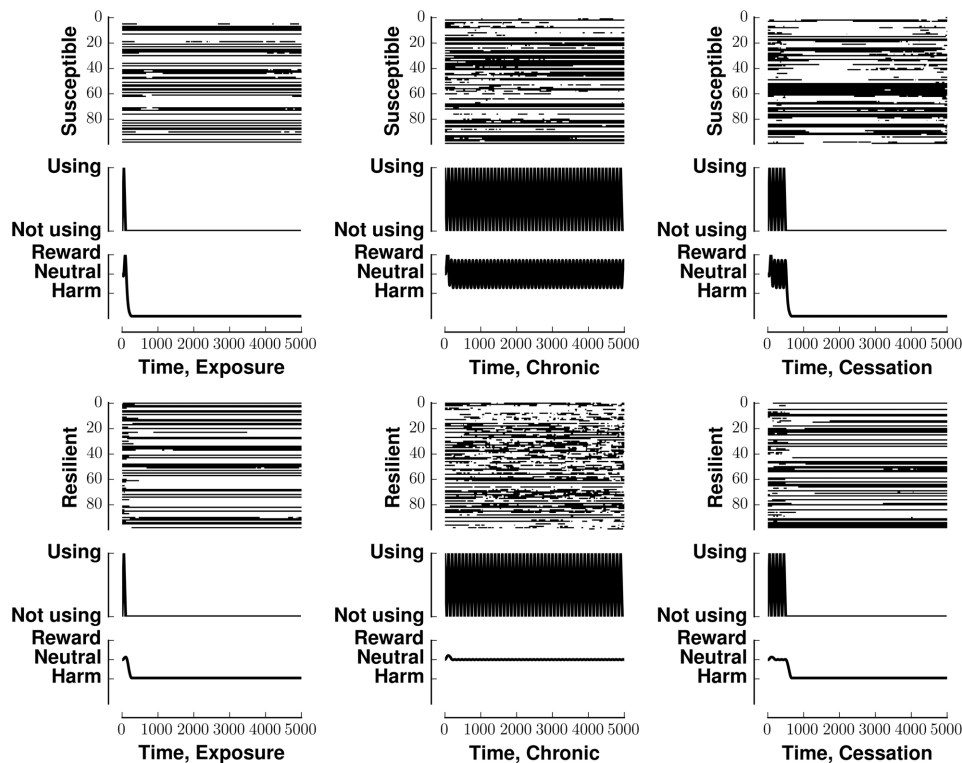 0
20
40
60
80
Susceptible
Using
Not using
Reward
Neutral
Harm
0 1000 2000 3000 4000 5000
Time, Exposure
0
20
40
60
80
Susceptible
Using
Not using
Reward
Neutral
Harm
0 1000 2000 3000 4000 5000
Time, Chronic
0
20
40
60
80
Susceptible
Using
Not using
Reward
Neutral
Harm
0 1000 2000 3000 4000 5000
Time, Cessation
0
20
40
60
80
Resilient
Using
Not using
Reward
Neutral
Harm
0 1000 2000 3000 4000 5000
Time, Exposure
0
20
40
60
80
Resilient
Using
Not using
Reward
Neutral
Harm
0 1000 2000 3000 4000 5000
Time, Chronic
0
20
40
60
80
Resilient
Using
Not using
Reward
Neutral
Harm
0 1000 2000 3000 4000 5000
Time, Cessation